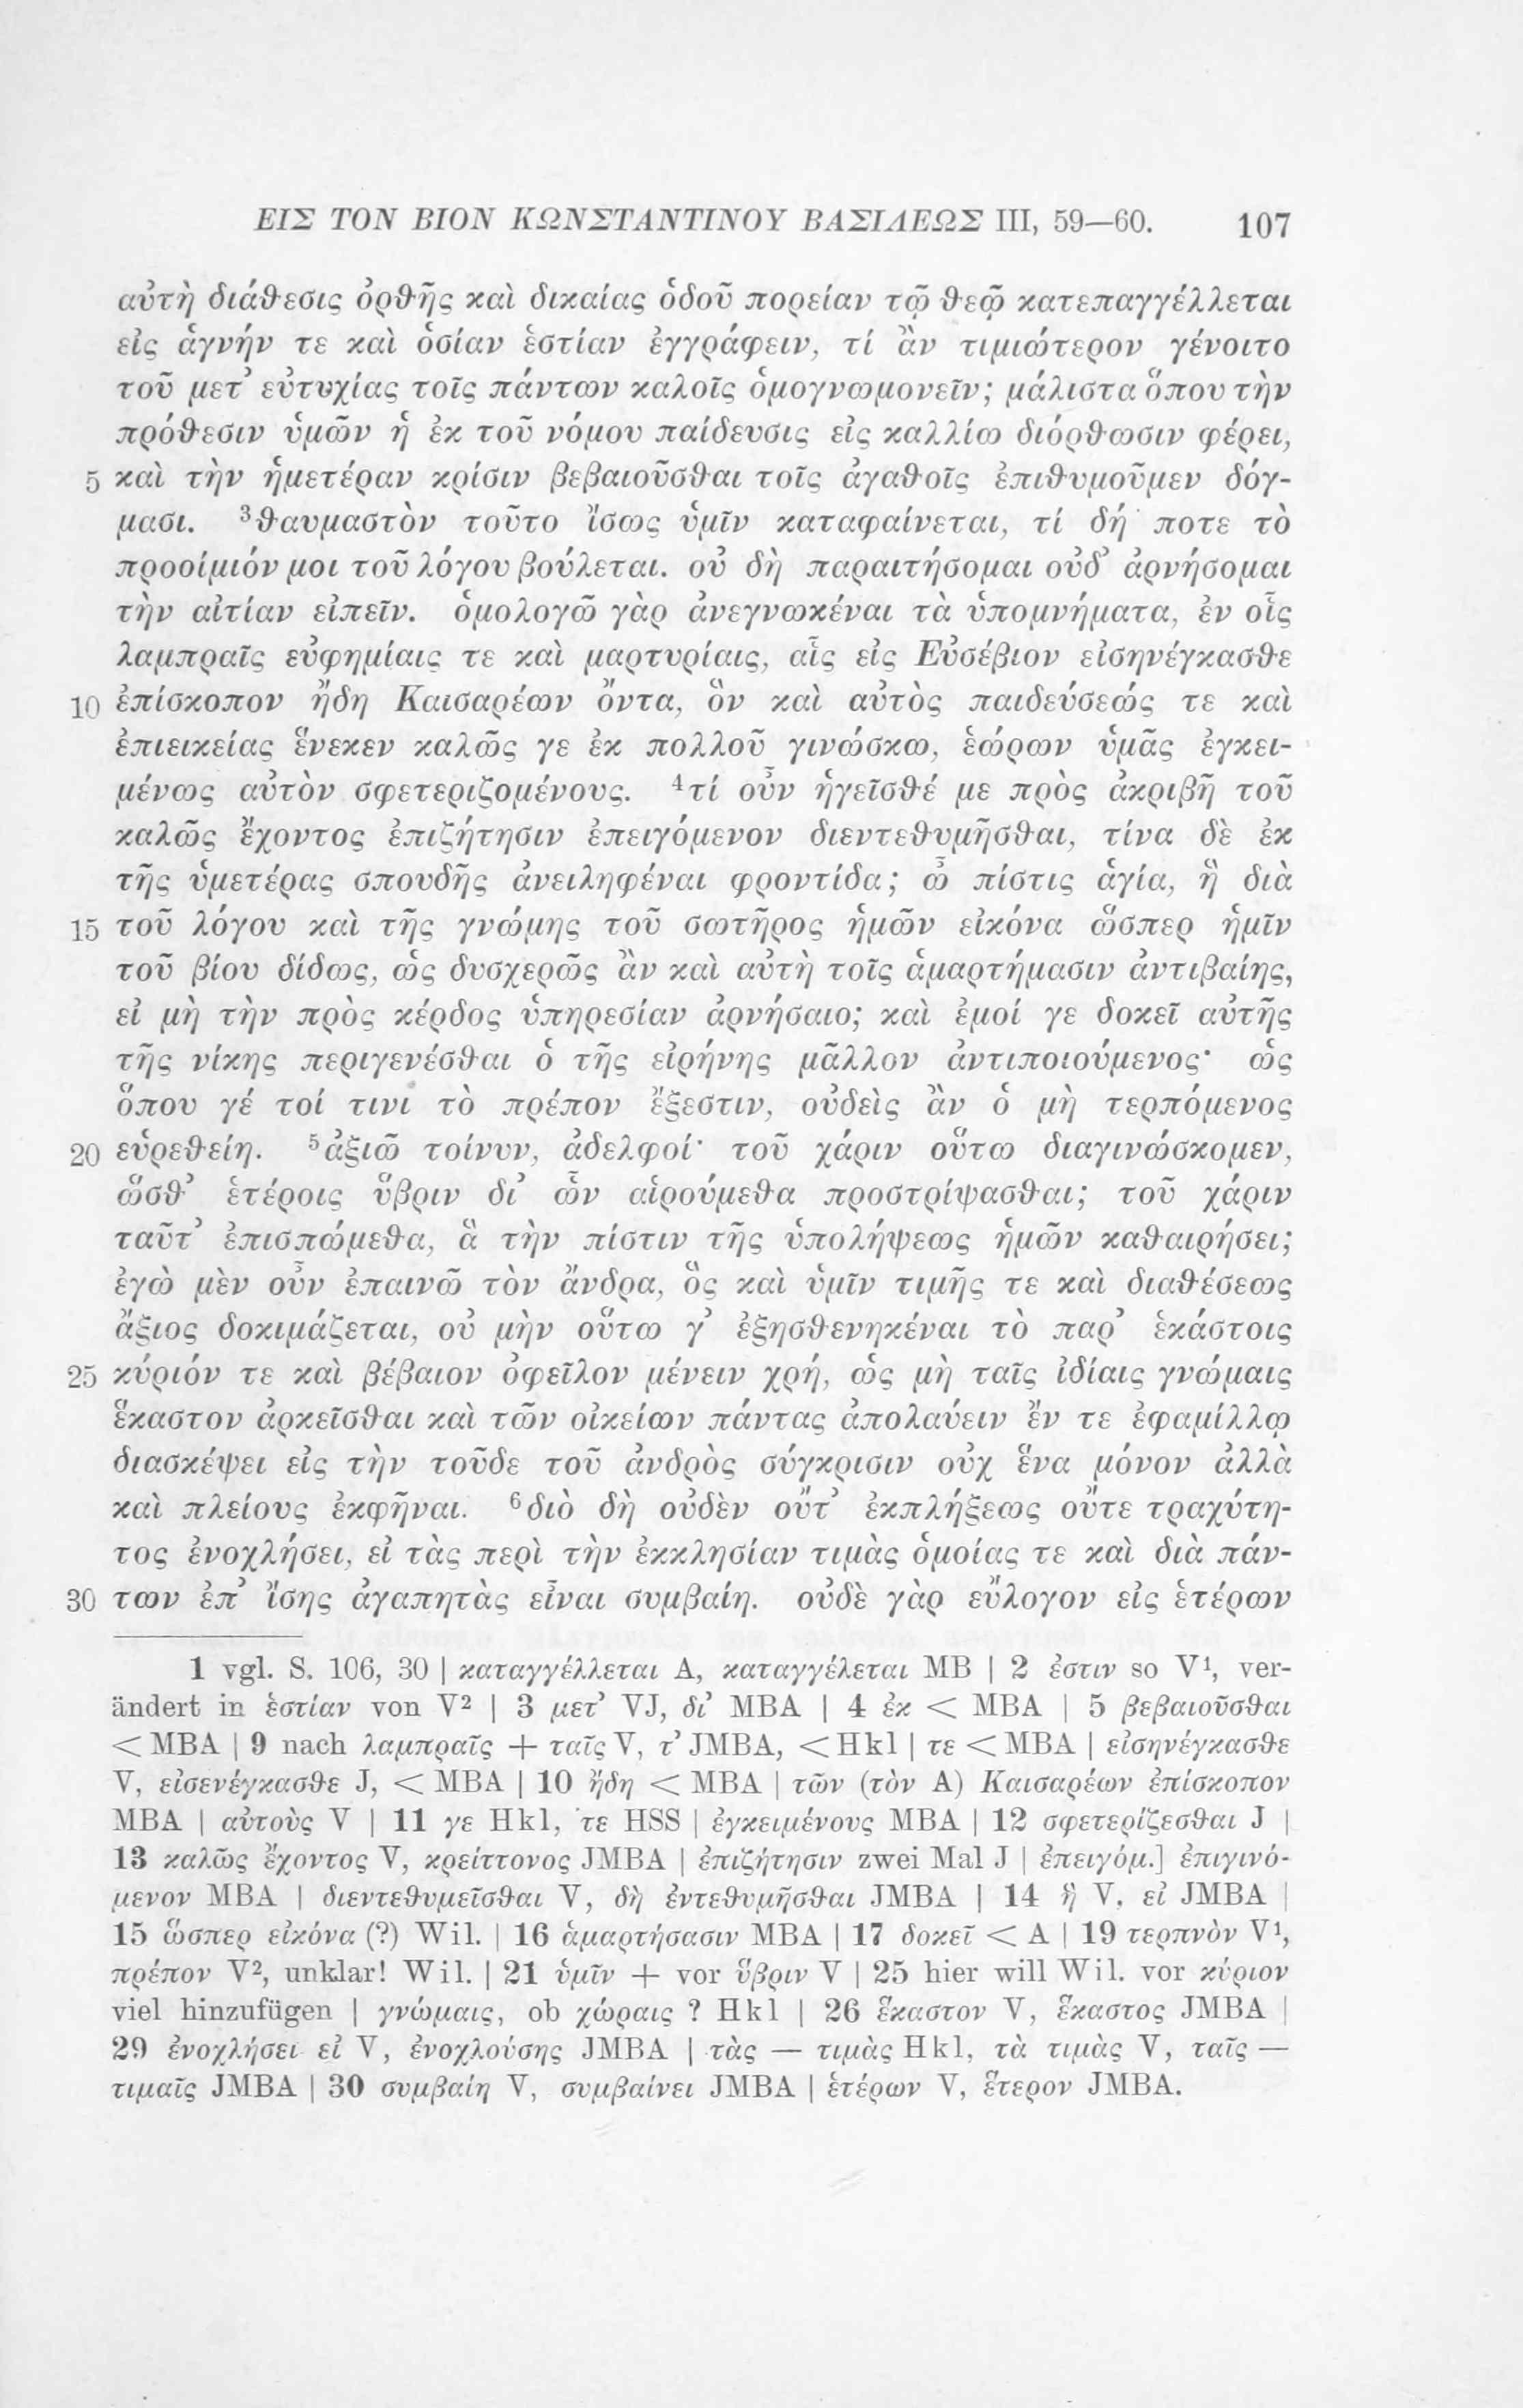 ΕΙΣ ΤΟΝ ΒΙΟΝ ΚΩΝΣΤΑΝΤΙΝΟΥ ΒΑΣΙΛΕΩΣ III, 59—60. 107
αὐτὴ διάθεσις ὀρθῆς καὶ δικαίας ὁδοῦ πορείαν τῷ θεῷ κατεπαγγέλλεται
εἰς ἁγνήν τε καὶ ὁσίαν ἑστίαν ἐγγράφειν, τί ἂν τιμιώτερον γένοιτο
τοῦ μετ’ εὐτυχίας τοῖς πάντων καλοῖς ὁμογνωμονεῖν; μάλιστα ὅπου τὴν
πρόθεσιν ὑμῶν ἡ ἐκ τοῦ νόμου παίδευσις εἰς καλλίω διόρθωσιν φέρει,
5 καὶ τὴν ἡμετέραν κρίσιν βεβαιοῦσθαι τοῖς ἀγαθοῖς ἐπιθυμοῦμεν δόγ-
μασι. ³θαυμαστὸν τοῦτο ἴσως ὑμῖν καταφαίνεται, τί δή ποτε τὸ
προοίμιόν μοι τοῦ λόγου βούλεται. οὐ δὴ παραιτήσομαι οὐδ’ ἀρνήσομαι
τὴν αἰτίαν εἰπεῖν. ὁμολογῶ γὰρ ἀνεγνωκέναι τὰ ὑπομνήματα, ἐν οἷς
λαμπραῖς εὐφημίαις τε καὶ μαρτυρίαις, αἷς εἰς Εὐσέβιον εἰσηνέγκασθε
10 ἐπίσκοπον ἤδη Καισαρέων ὄντα, ὃν καὶ αὐτὸς παιδεύσεώς τε καὶ
ἐπιεικείας ἕνεκεν καλῶς γε ἐκ πολλοῦ γινώσκω, ἑώρων ὑμᾶς ἐγκει-
μένως αὐτὸν σφετεριζομένους. ⁴τί οὖν ἡγεῖσθέ με πρὸς ἀκριβῆ τοῦ
καλῶς ἔχοντος ἐπιζήτησιν ἐπειγόμενον διεντεθυμῆσθαι, τίνα δὲ ἐκ
τῆς ὑμετέρας σπουδῆς ἀνειληφέναι φροντίδα; ὦ πίστις ἁγία, ἣ διὰ
15 τοῦ λόγου καὶ τῆς γνώμης τοῦ σωτῆρος ἡμῶν εἰκόνα ὥσπερ ἡμῖν
τοῦ βίου δίδως, ὡς δυσχερῶς ἂν καὶ αὐτὴ τοῖς ἁμαρτήμασιν ἀντιβαίης,
εἰ μὴ τὴν πρὸς κέρδος ὑπηρεσίαν ἀρνήσαιο; καὶ ἐμοί γε δοκεῖ αὐτῆς
τῆς νίκης περιγενέσθαι ὁ τῆς εἰρήνης μᾶλλον ἀντιποιούμενος· ὡς
ὅπου γέ τοί τινι τὸ πρέπον ἔξεστιν, οὐδεὶς ἂν ὁ μὴ τερπόμενος
20 εὑρεθείη. ⁵ἀξιῶ τοίνυν, ἀδελφοί· τοῦ χάριν οὕτω διαγινώσκομεν,
ὥσθ’ ἑτέροις ὕβριν δι’ ὧν αἱρούμεθα προστρίψασθαι; τοῦ χάριν
ταῦτ’ ἐπισπώμεθα, ἃ τὴν πίστιν τῆς ὑπολήψεως ἡμῶν καθαιρήσει;
ἐγὼ μὲν οὖν ἐπαινῶ τὸν ἄνδρα, ὃς καὶ ὑμῖν τιμῆς τε καὶ διαθέσεως
ἄξιος δοκιμάζεται, οὐ μὴν οὕτω γ’ ἐξησθενηκέναι τὸ παρ’ ἑκάστοις
25 κύριόν τε καὶ βέβαιον ὀφεῖλον μένειν χρή, ὡς μὴ ταῖς ἰδίαις γνώμαις
ἕκαστον ἀρκεῖσθαι καὶ τῶν οἰκείων πάντας ἀπολαύειν ἔν τε ἐφαμίλλῳ
διασκέψει εἰς τὴν τοῦδε τοῦ ἀνδρὸς σύγκρισιν οὐχ ἕνα μόνον ἀλλὰ
καὶ πλείους ἐκφῆναι. ⁶διὸ δὴ οὐδὲν οὔτ’ ἐκπλήξεως οὔτε τραχύτη-
τος ἐνοχλήσει, εἰ τὰς περὶ τὴν ἐκκλησίαν τιμὰς ὁμοίας τε καὶ διὰ πάν-
30 των ἐπ’ ἴσης ἀγαπητὰς εἶναι συμβαίη. οὐδὲ γὰρ εὔλογον εἰς ἑτέρων
1 vgl. S. 106, 30 | καταγγέλλεται A, καταγγέλεται MB | 2 ἐστιν so V¹, ver-
ändert in ἑστίαν von V² | 3 μετ’ VJ, δι’ MBA | 4 ἐκ < MBA | 5 βεβαιοῦσθαι
< MBA | 9 nach λαμπραῖς + ταῖς V, τ’ JMBA, < Hkl | τε < MBA | εἰσηνέγκασθε
V, εἰσενέγκασθε J, < MBA | 10 ἤδη < MBA | τῶν (τὸν A) Καισαρέων ἐπίσκοπον
MBA | αὐτοὺς V | 11 γε Hkl, τε HSS | ἐγκειμένους MBA | 12 σφετερίζεσθαι J |
13 καλῶς ἔχοντος V, κρείττονος JMBA | ἐπιζήτησιν zwei Mal J | ἐπειγόμ.] ἐπιγινό-
μενον MBA | διεντεθυμεῖσθαι V, δὴ ἐντεθυμῆσθαι JMBA | 14 ἣ V, εἰ JMBA |
15 ὥσπερ εἰκόνα (?) Wil. | 16 ἁμαρτήσασιν MBA | 17 δοκεῖ < A | 19 τερπνὸν V¹,
πρέπον V², unklar! Wil. | 21 ὑμῖν + vor ὕβριν V | 25 hier will Wil. vor κύριον
viel hinzufügen | γνώμαις, ob χώραις ? Hkl | 26 ἕκαστον V, ἕκαστος JMBA |
29 ἐνοχλήσει εἰ V, ἐνοχλούσης JMBA | τὰς — τιμὰς Hkl, τὰ τιμὰς V, ταῖς —
τιμαῖς JMBA | 30 συμβαίη V, συμβαίνει JMBA | ἑτέρων V, ἕτερον JMBA.